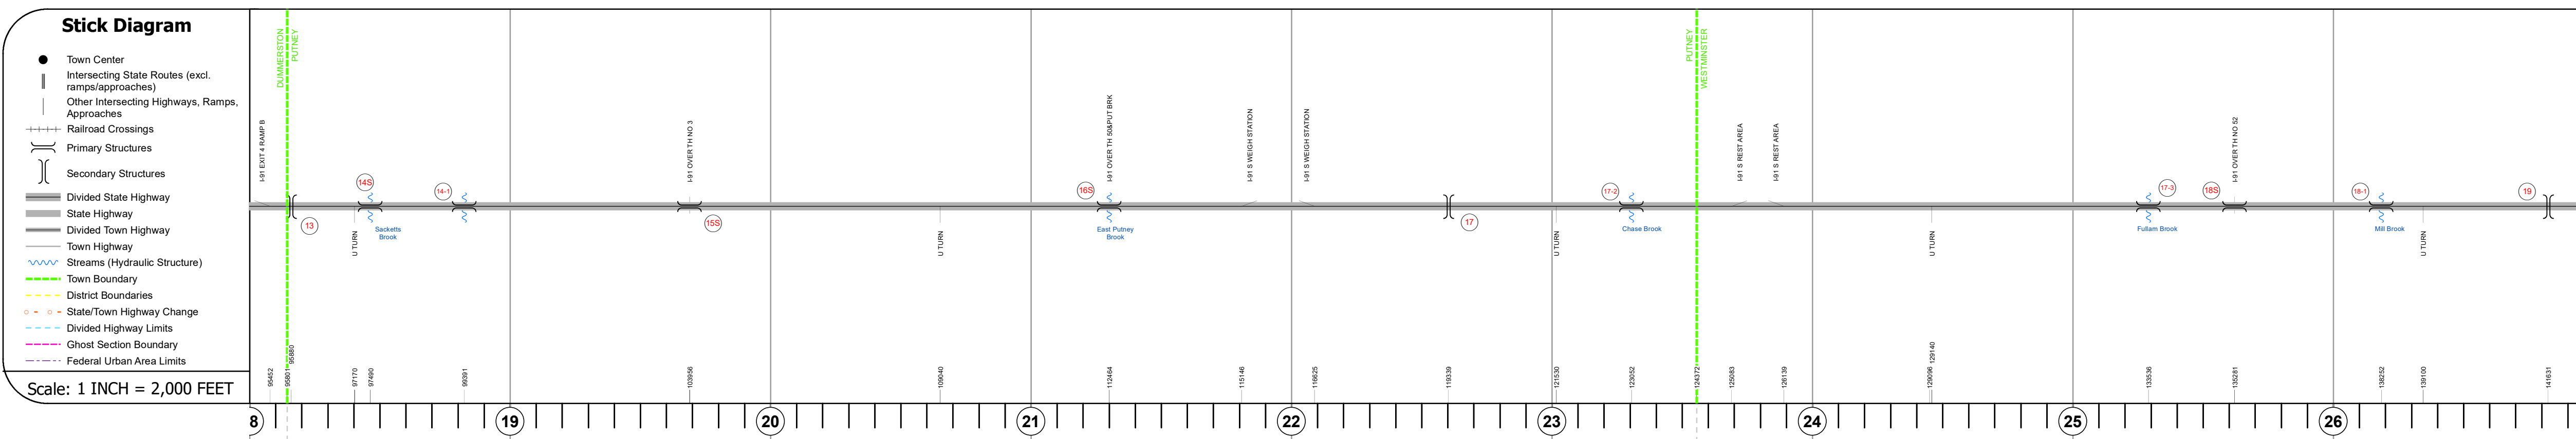 Stick Diagram
Town Center
Intersecting State Routes (excl.
ramps/approaches)
Other Intersecting Highways, Ramps,
Approaches
Railroad Crossings
Primary Structures
Secondary Structures
Divided State Highway
State Highway
Divided Town Highway
Town Highway
Streams (Hydraulic Structure)
Town Boundary
District Boundaries
State/Town Highway Change
Divided Highway Limits
Ghost Section Boundary
Federal Urban Area Limits
Scale: 1 INCH = 2,000 FEET
DUMMERSTON
PUTNEY
PUTNEY
WESTMINSTER
I-91 EXIT 4 RAMP B
I-91 OVER TH NO 3
I-91 OVER TH 50&PUT BRK
I-91 S WEIGH STATION
I-91 S WEIGH STATION
I-91 S REST AREA
I-91 S REST AREA
I-91 OVER TH NO 52
13
14S
14-1
15S
16S
17
17-2
17-3
18S
18-1
19
U TURN
Sacketts
Brook
U TURN
East Putney
Brook
U TURN
Chase Brook
U TURN
Fullam Brook
Mill Brook
U TURN
95452
95801
95880
97170
97490
99391
103956
109040
112464
115146
116625
119339
121530
123052
124372
125083
126139
129096
129140
133536
135281
138252
139100
141631
8
19
20
21
22
23
24
25
26